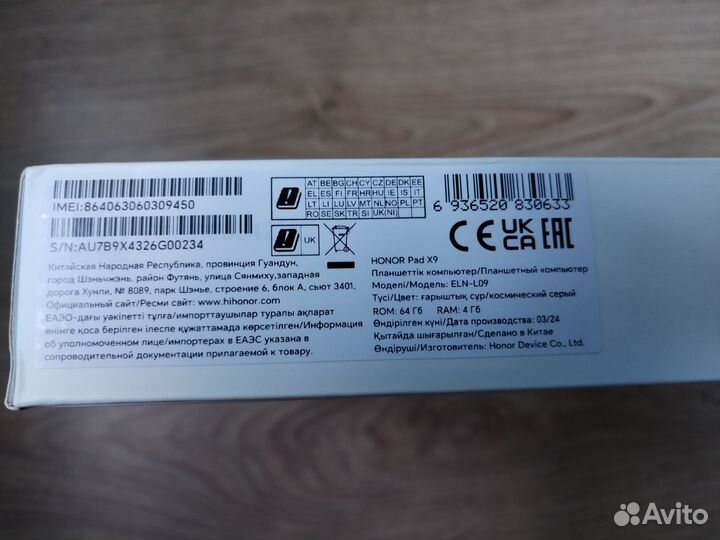 IMEI:864063060309450
S/N:AU7B9X4326G00234
AT BE BG CH CY CZ DE DK EE
EL ES FI FR HR HU IE IS IT
LT LI LU LV MT NL NO PL PT
RO SE SK TR SI UK(NI)
UK
6 936520 830633
CE UK CA EAC
Китайская Народная Республика, провинция Гуандун,
город Шэньчжэнь, район Футянь, улица Сянмиху,западная
дорога Хунли, № 8089, парк Шэнье, строение 6, блок А, сьют 3401.
Официальный сайт/Ресми сайты: www.hihonor.com
ЕАЭО-дағы уәкілетті тұлға/импорттаушылар туралы ақпарат
өнімге қоса берілген ілеспе құжаттамада көрсетілген/Информация
об уполномоченном лице/импортерах в ЕАЭС указана в
сопроводительной документации прилагаемой к товару.
HONOR Pad X9
Планшеттік компьютер/Планшетный компьютер
Моделі/Модель: ELN-L09
Түсі/Цвет: ғарыштық сұр/космический серый
ROM: 64 Гб RAM: 4 Гб
Өндірілген күні/Дата производства: 03/24
Қытайда шығарылған/Сделано в Китае
Өндіруші/Изготовитель: Honor Device Co., Ltd.
Avito